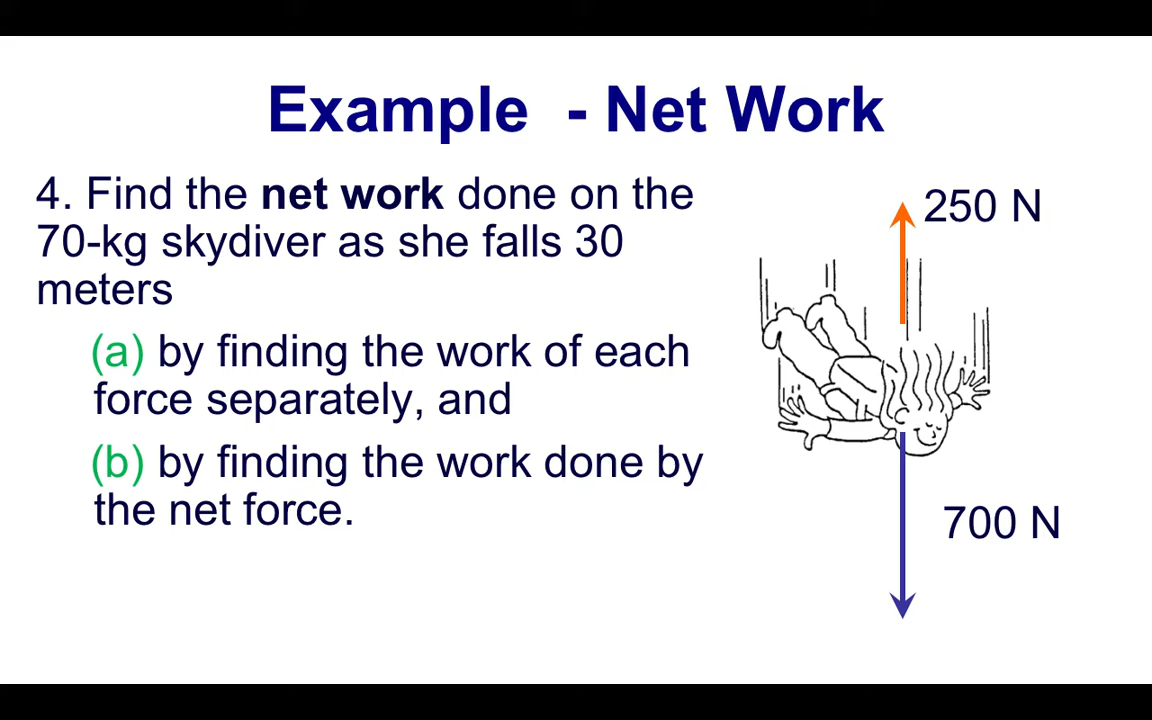 Example - Net Work
4. Find the net work done on the
70-kg skydiver as she falls 30
meters
(a) by finding the work of each
force separately, and
(b) by finding the work done by
the net force.
250 N
700 N